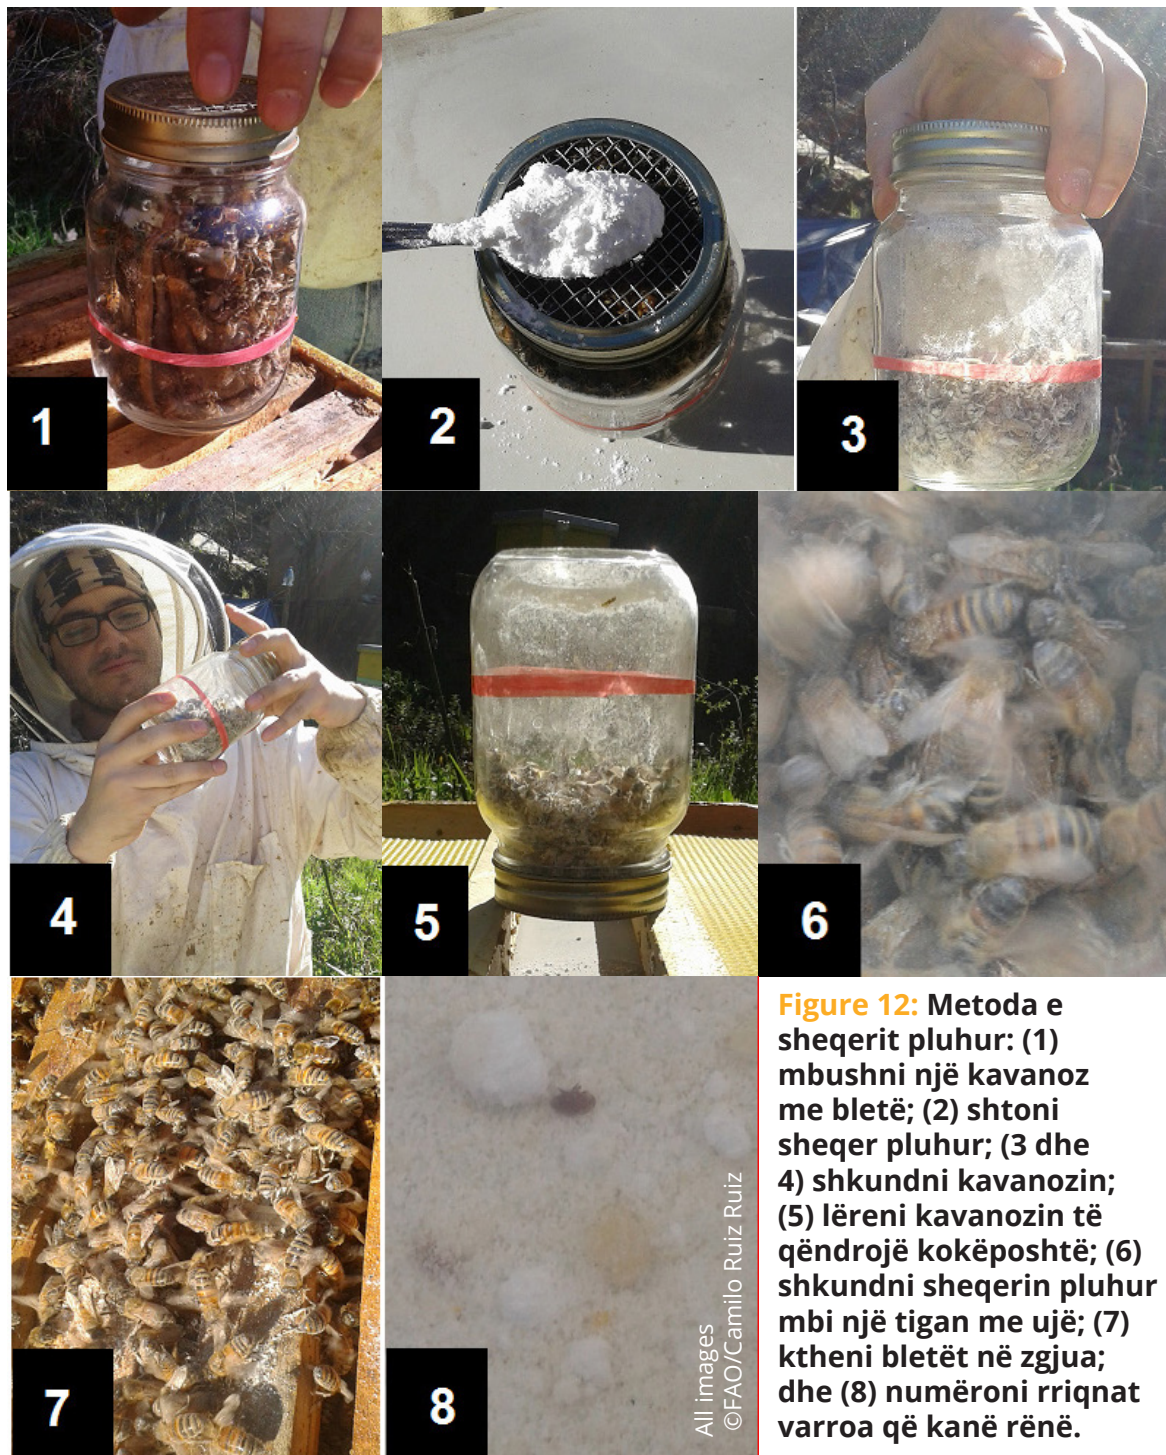 1
2
3
4
5
6
7
8
All images
©FAO/Camilo Ruiz Ruiz
Figure 12: Metoda e
sheqerit pluhur: (1)
mbushni një kavanoz
me bletë; (2) shtoni
sheqer pluhur; (3 dhe
4) shkundni kavanozin;
(5) lëreni kavanozin të
qëndrojë kokëposhtë; (6)
shkundni sheqerin pluhur
mbi një tigan me ujë; (7)
ktheni bletët në zgjua;
dhe (8) numëroni rriqnat
varroa që kanë rënë.